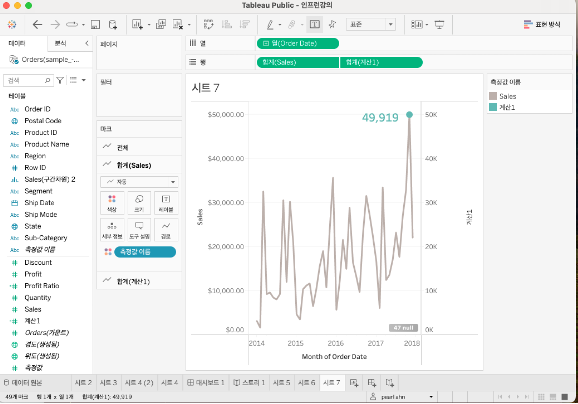 Tableau Public - 인프런강의
표준
표현 방식
데이터
분석
페이지
열
월(Order Date)
Orders(sample_-...
행
합계(Sales)
합계(계산1)
검색
필터
시트 7
측정값 이름
테이블
Sales
계산1
Abc Order ID
Postal Code
Abc Product ID
Abc Product Name
Abc Region
Row ID
Sales(구간차원) 2
Abc Segment
Ship Date
Abc Ship Mode
State
Abc Sub-Category
Abc 측정값 이름
Discount
Profit
Profit Ratio
Quantity
Sales
계산1
Orders(카운트)
경도(생성됨)
위도(생성됨)
측정값
마크
전체
합계(Sales)
자동
색상
크기
레이블
세부 정보
도구 설명
경로
측정값 이름
합계(계산1)
49,919
$50,000.00
50K
$40,000.00
40K
$30,000.00
30K
Sales
계산1
$20,000.00
20K
$10,000.00
10K
$0.00
0K
47 null
2014
2015
2016
2017
2018
Month of Order Date
데이터 원본
시트 2
시트 3
시트 4 (2)
시트 4
대시보드 1
스토리 1
시트 5
시트 6
시트 7
49개 마크
행 1개 x 열 1개
합계(계산1): 49,919
pearl.ahn